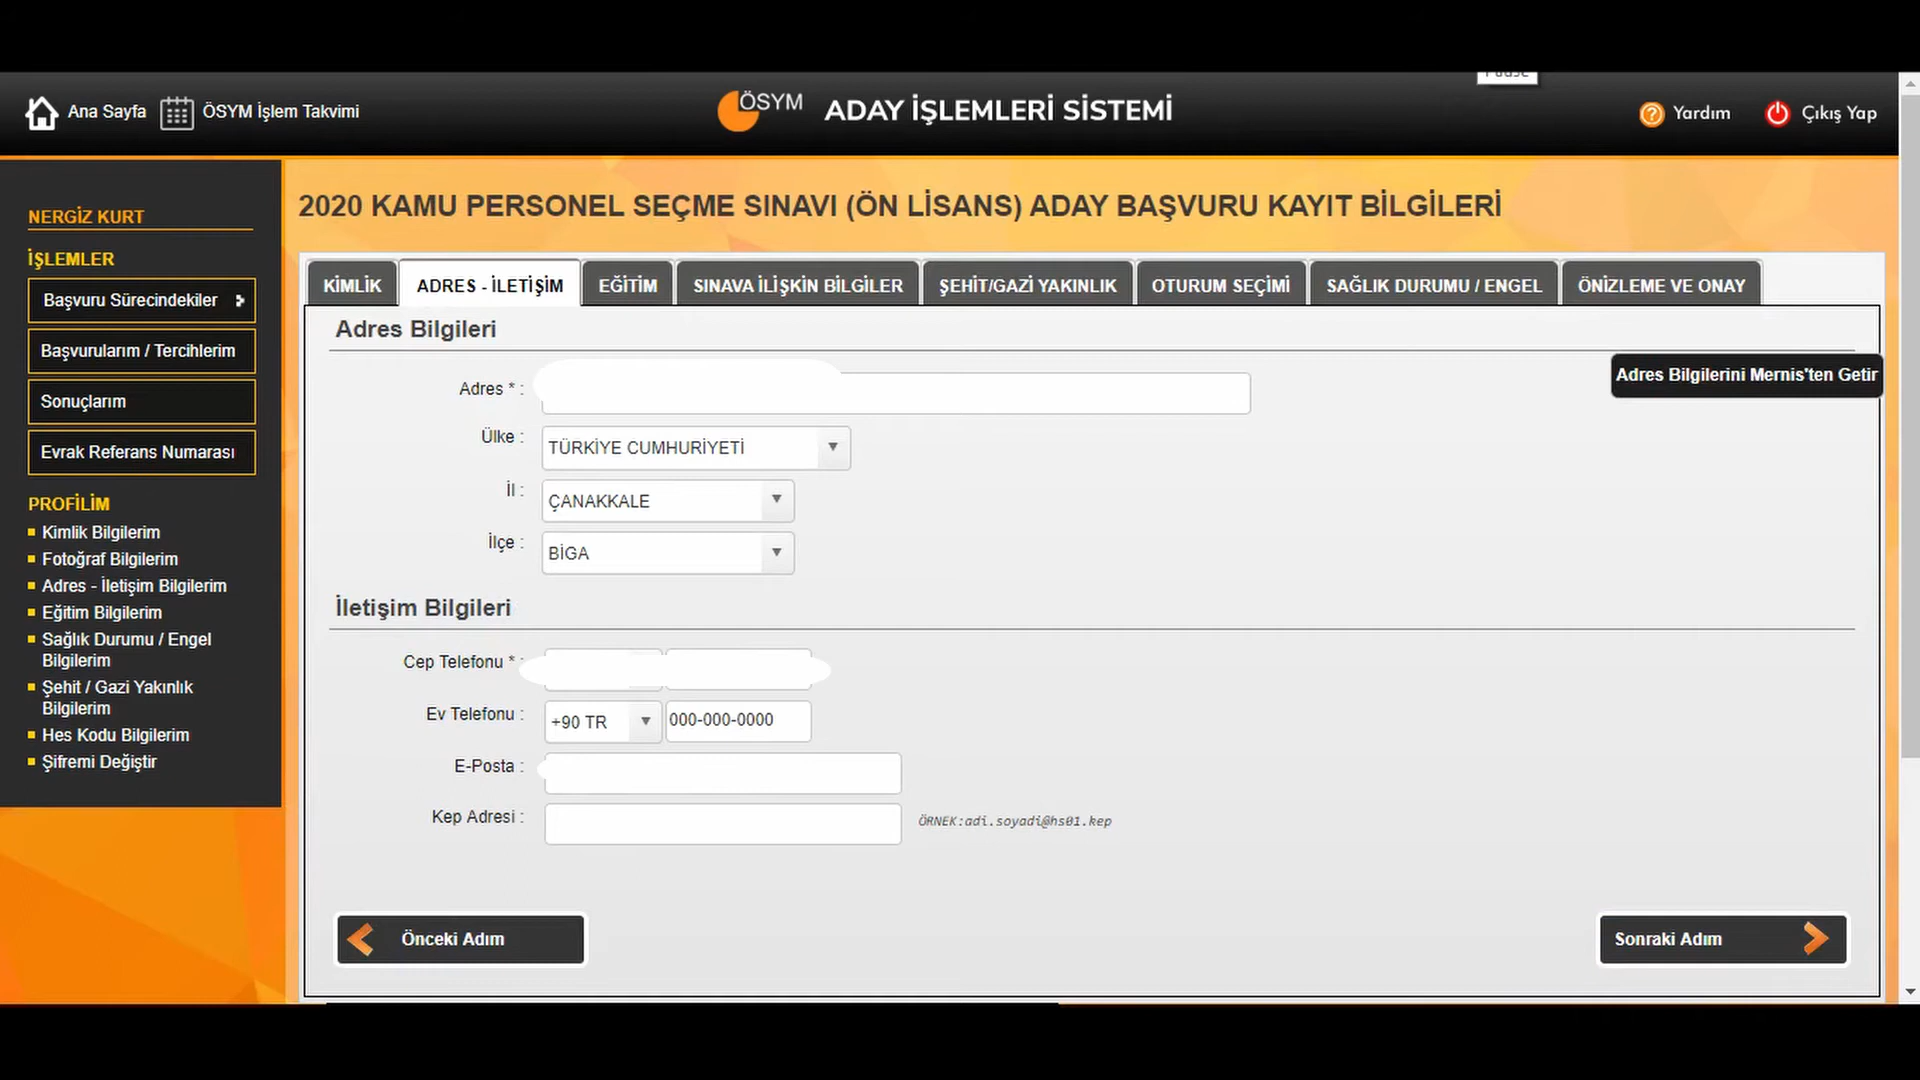 Ana Sayfa
ÖSYM İşlem Takvimi
ÖSYM ADAY İŞLEMLERİ SİSTEMİ
Yardım
Çıkış Yap
NERGİZ KURT
İŞLEMLER
Başvuru Sürecindekiler
Başvurularım / Tercihlerim
Sonuçlarım
Evrak Referans Numarası
PROFİLİM
Kimlik Bilgilerim
Fotoğraf Bilgilerim
Adres - İletişim Bilgilerim
Eğitim Bilgilerim
Sağlık Durumu / Engel
Bilgilerim
Şehit / Gazi Yakınlık
Bilgilerim
Hes Kodu Bilgilerim
Şifremi Değiştir
2020 KAMU PERSONEL SEÇME SINAVI (ÖN LİSANS) ADAY BAŞVURU KAYIT BİLGİLERİ
KİMLİK
ADRES - İLETİŞİM
EĞİTİM
SINAVA İLİŞKİN BİLGİLER
ŞEHİT/GAZİ YAKINLIK
OTURUM SEÇİMİ
SAĞLIK DURUMU / ENGEL
ÖNİZLEME VE ONAY
Adres Bilgileri
Adres Bilgilerini Mernis'ten Getir
Adres * :
Ülke : TÜRKİYE CUMHURİYETİ
İl : ÇANAKKALE
İlçe : BİGA
İletişim Bilgileri
Cep Telefonu * :
Ev Telefonu : +90 TR 000-000-0000
E-Posta :
Kep Adresi : ÖRNEK:adi.soyadi@hs01.kep
Önceki Adım
Sonraki Adım